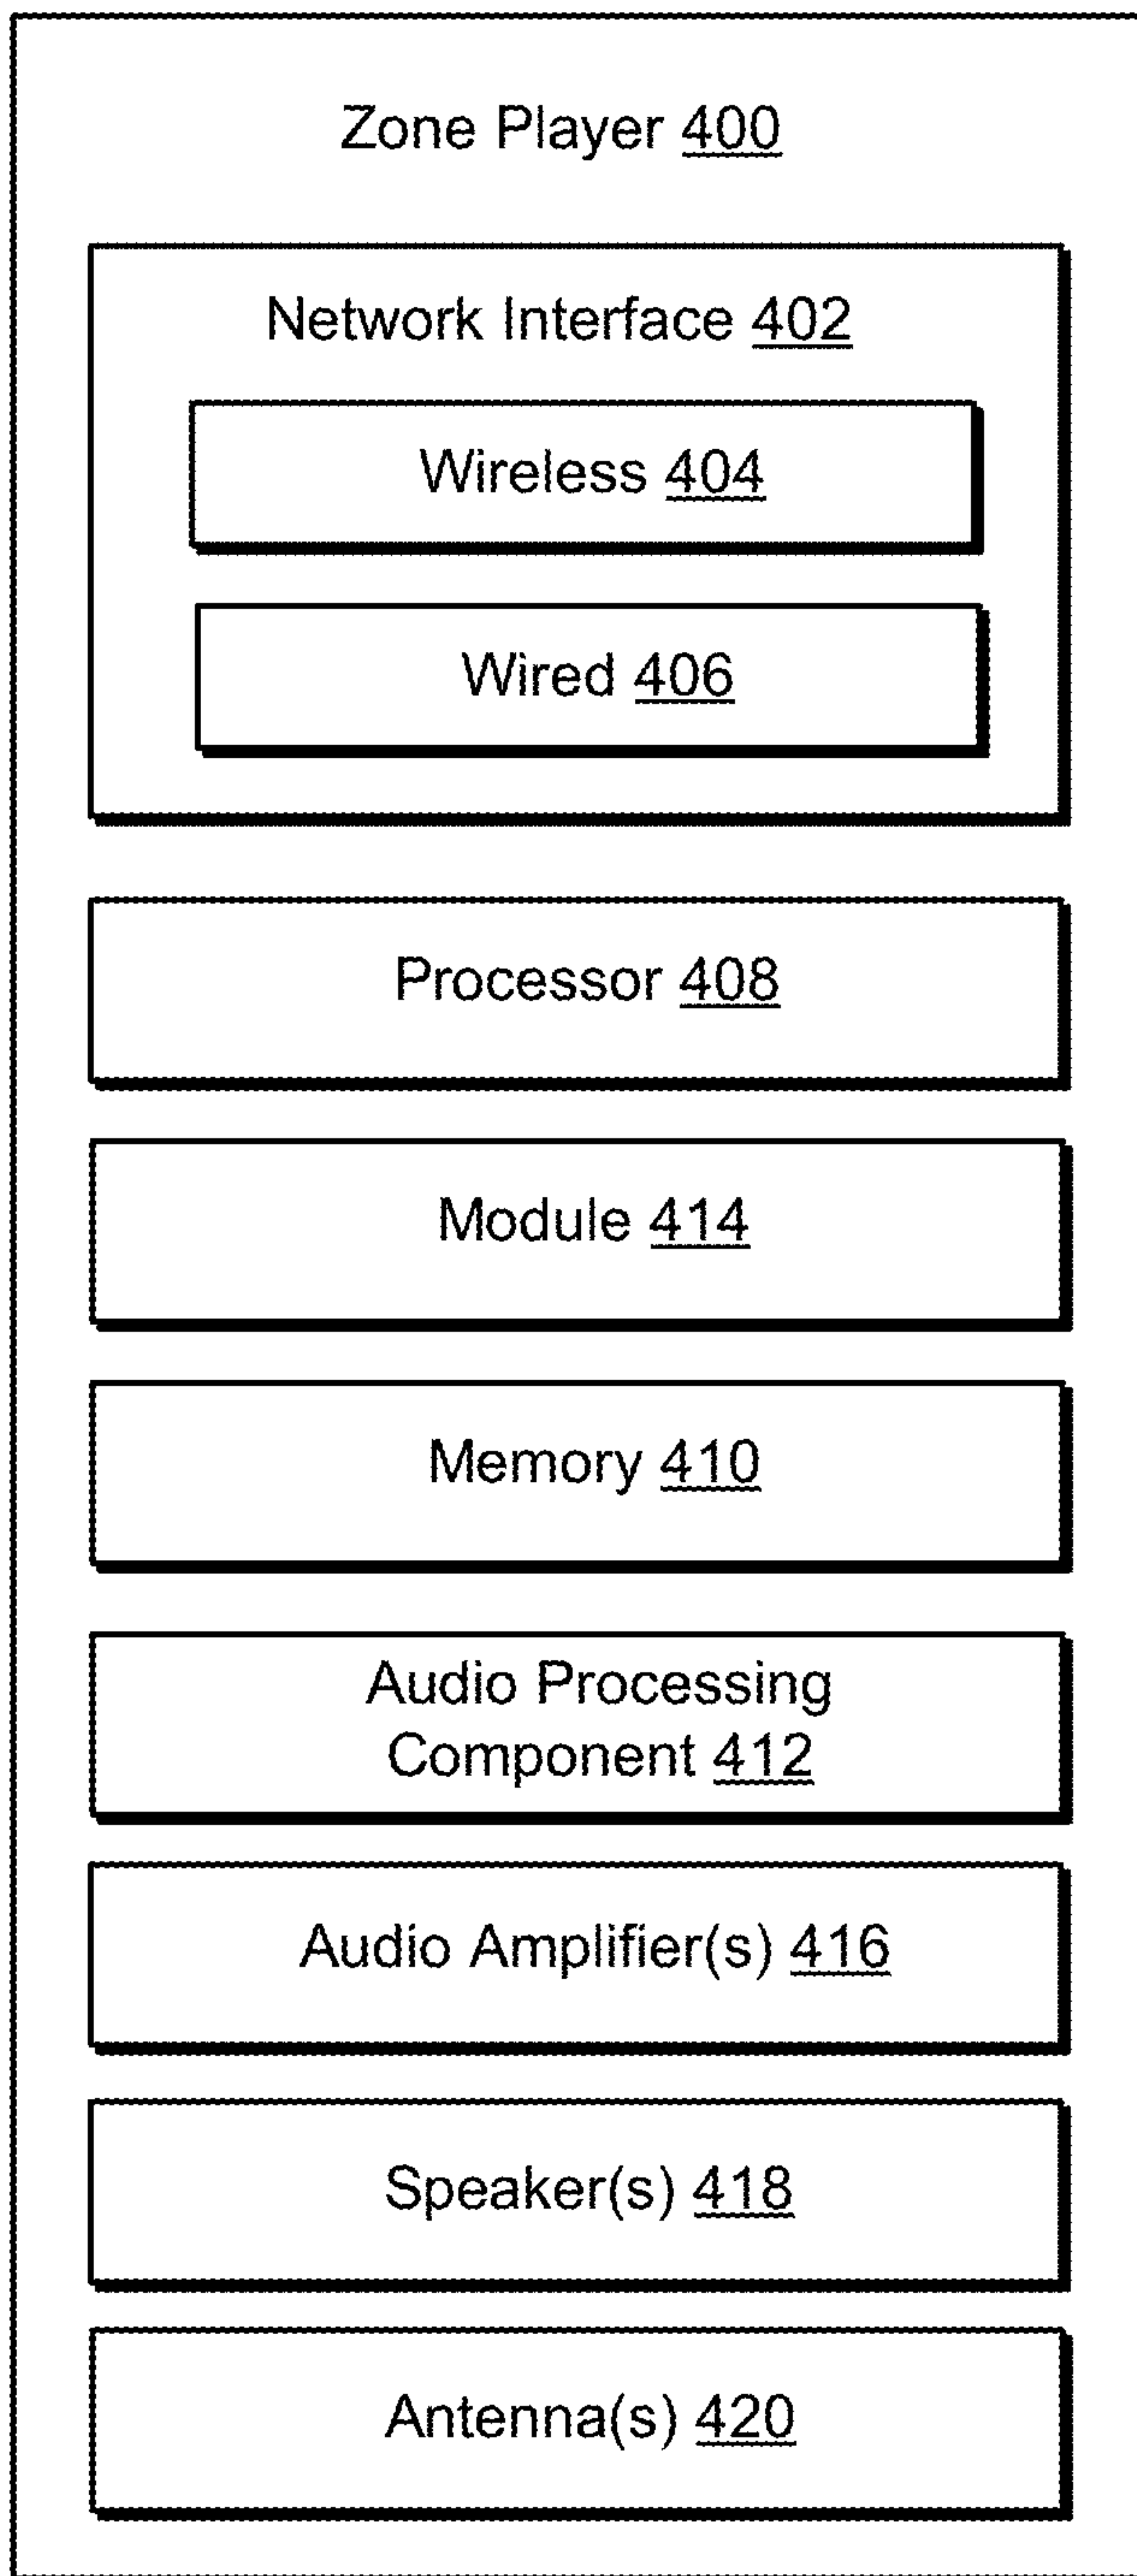 Zone Player 400
Network Interface 402
Wireless 404
Wired 406
Processor 408
Module 414
Memory 410
Audio Processing
Component 412
Audio Amplifier(s) 416
Speaker(s) 418
Antenna(s) 420